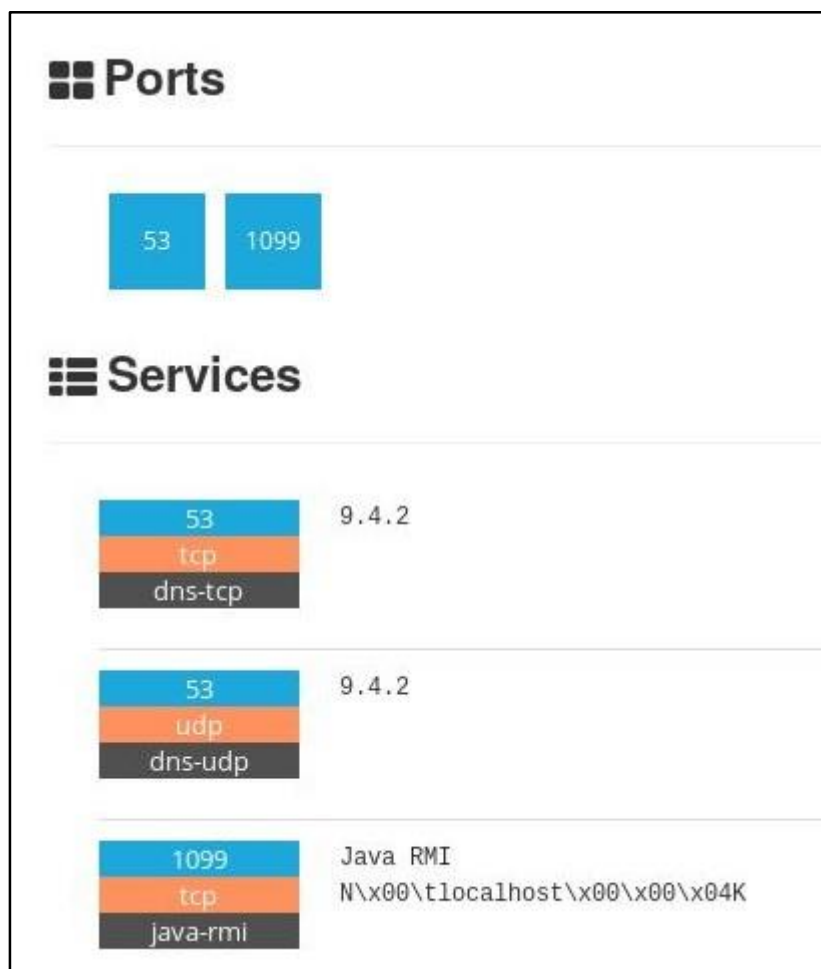 Ports
53 1099
Services
53
tcp
dns-tcp
9.4.2
53
udp
dns-udp
9.4.2
1099
tcp
java-rmi
Java RMI
N\x00\tlocalhost\x00\x00\x04K